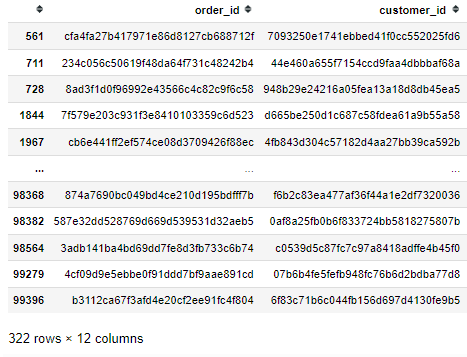 order_id customer_id
561 cfa4fa27b417971e86d8127cb688712f 7093250e1741ebbed41f0cc552025fd6
711 234c056c50619f48da64f731c48242b4 44e460a655f7154ccd9faa4dbbbaf68a
728 8ad3f1d0f96992e43566c4c82c9f6c58 948b29e24216a05fea13a18d8db45ea5
1844 7f579e203c931f3e8410103359c6d523 d665be250d1c687c58fdea61a9b55a58
1967 cb6e441ff2ef574ce08d3709426f88ec 4fb843d304c57182d4aa27bb39ca592b
... ... ...
98368 874a7690bc049bd4ce210d195bdfff7b f6b2c83ea477af36f44a1e2df7320036
98382 587e32dd528769d669d539531d32aeb5 0af8a25fb0b6f833724bb5818275807b
98564 3adb141ba4bd69dd7fe8d3fb733c6b74 c0539d5c87fc7c97a8418adffe4b45f0
99279 4cf09d9e5ebbe0f91ddd7bf9aae891cd 07b6b4fe5fefb948fc76b6d2bdba77d8
99396 b3112ca67f3afd4e20cf2ee91fc4f804 6f83c71b6c044fb156d697d4130fe9b5
322 rows × 12 columns